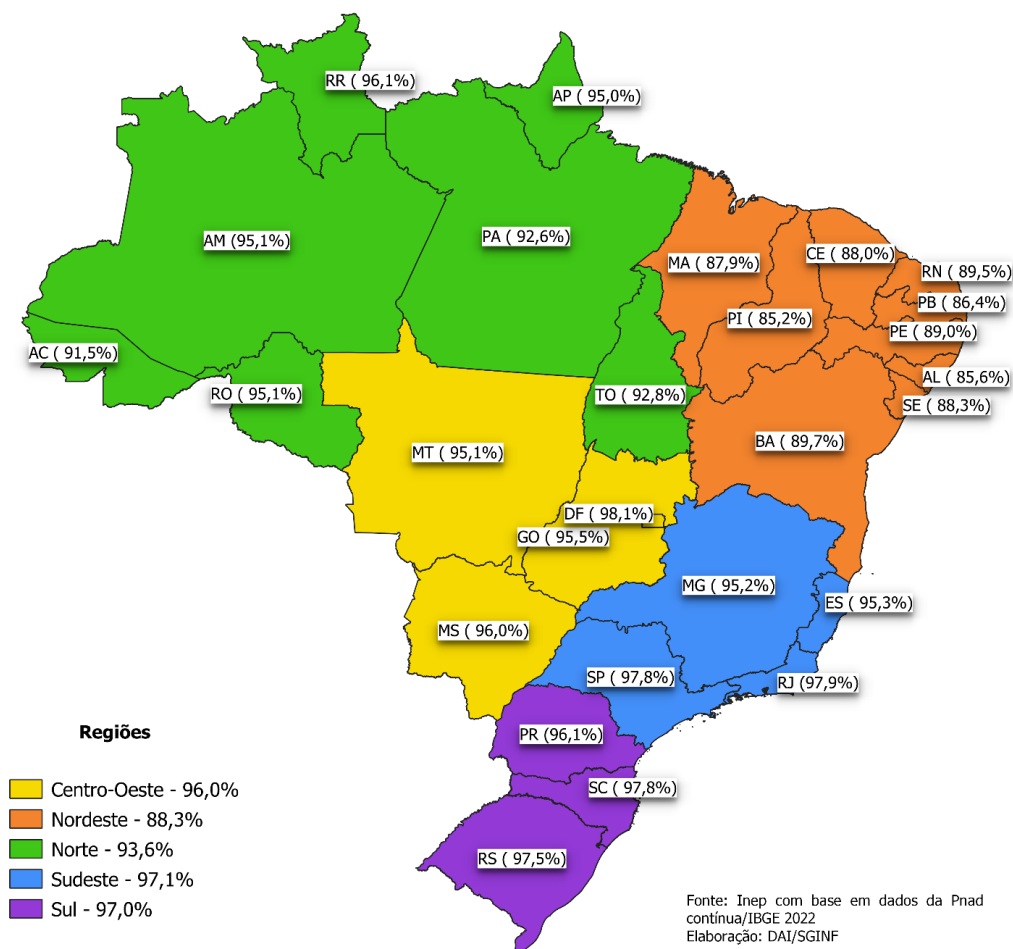 RR ( 96,1%)
AP ( 95,0%)
AM (95,1%)
PA ( 92,6%)
MA ( 87,9%)
CE ( 88,0%)
RN ( 89,5%)
PB ( 86,4%)
PI ( 85,2%)
PE ( 89,0%)
AC ( 91,5%)
AL ( 85,6%)
RO ( 95,1%)
TO ( 92,8%)
SE ( 88,3%)
MT ( 95,1%)
BA ( 89,7%)
DF ( 98,1%)
GO ( 95,5%)
MG ( 95,2%)
ES ( 95,3%)
MS ( 96,0%)
SP ( 97,8%)
RJ (97,9%)
PR (96,1%)
SC ( 97,8%)
RS ( 97,5%)
Regiões
Centro-Oeste - 96,0%
Nordeste - 88,3%
Norte - 93,6%
Sudeste - 97,1%
Sul - 97,0%
Fonte: Inep com base em dados da Pnad
contínua/IBGE 2022
Elaboração: DAI/SGINF